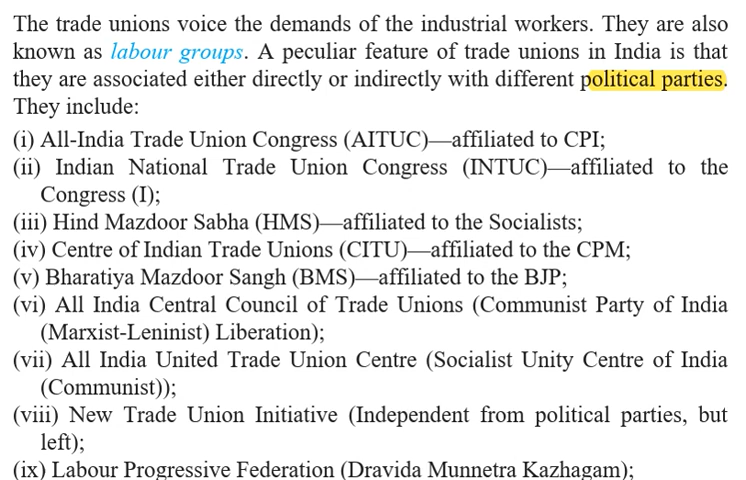 The trade unions voice the demands of the industrial workers. They are also
known as labour groups. A peculiar feature of trade unions in India is that
they are associated either directly or indirectly with different political parties.
They include:
(i) All-India Trade Union Congress (AITUC)—affiliated to CPI;
(ii) Indian National Trade Union Congress (INTUC)—affiliated to the
Congress (I);
(iii) Hind Mazdoor Sabha (HMS)—affiliated to the Socialists;
(iv) Centre of Indian Trade Unions (CITU)—affiliated to the CPM;
(v) Bharatiya Mazdoor Sangh (BMS)—affiliated to the BJP;
(vi) All India Central Council of Trade Unions (Communist Party of India
(Marxist-Leninist) Liberation);
(vii) All India United Trade Union Centre (Socialist Unity Centre of India
(Communist));
(viii) New Trade Union Initiative (Independent from political parties, but
left);
(ix) Labour Progressive Federation (Dravida Munnetra Kazhagam);